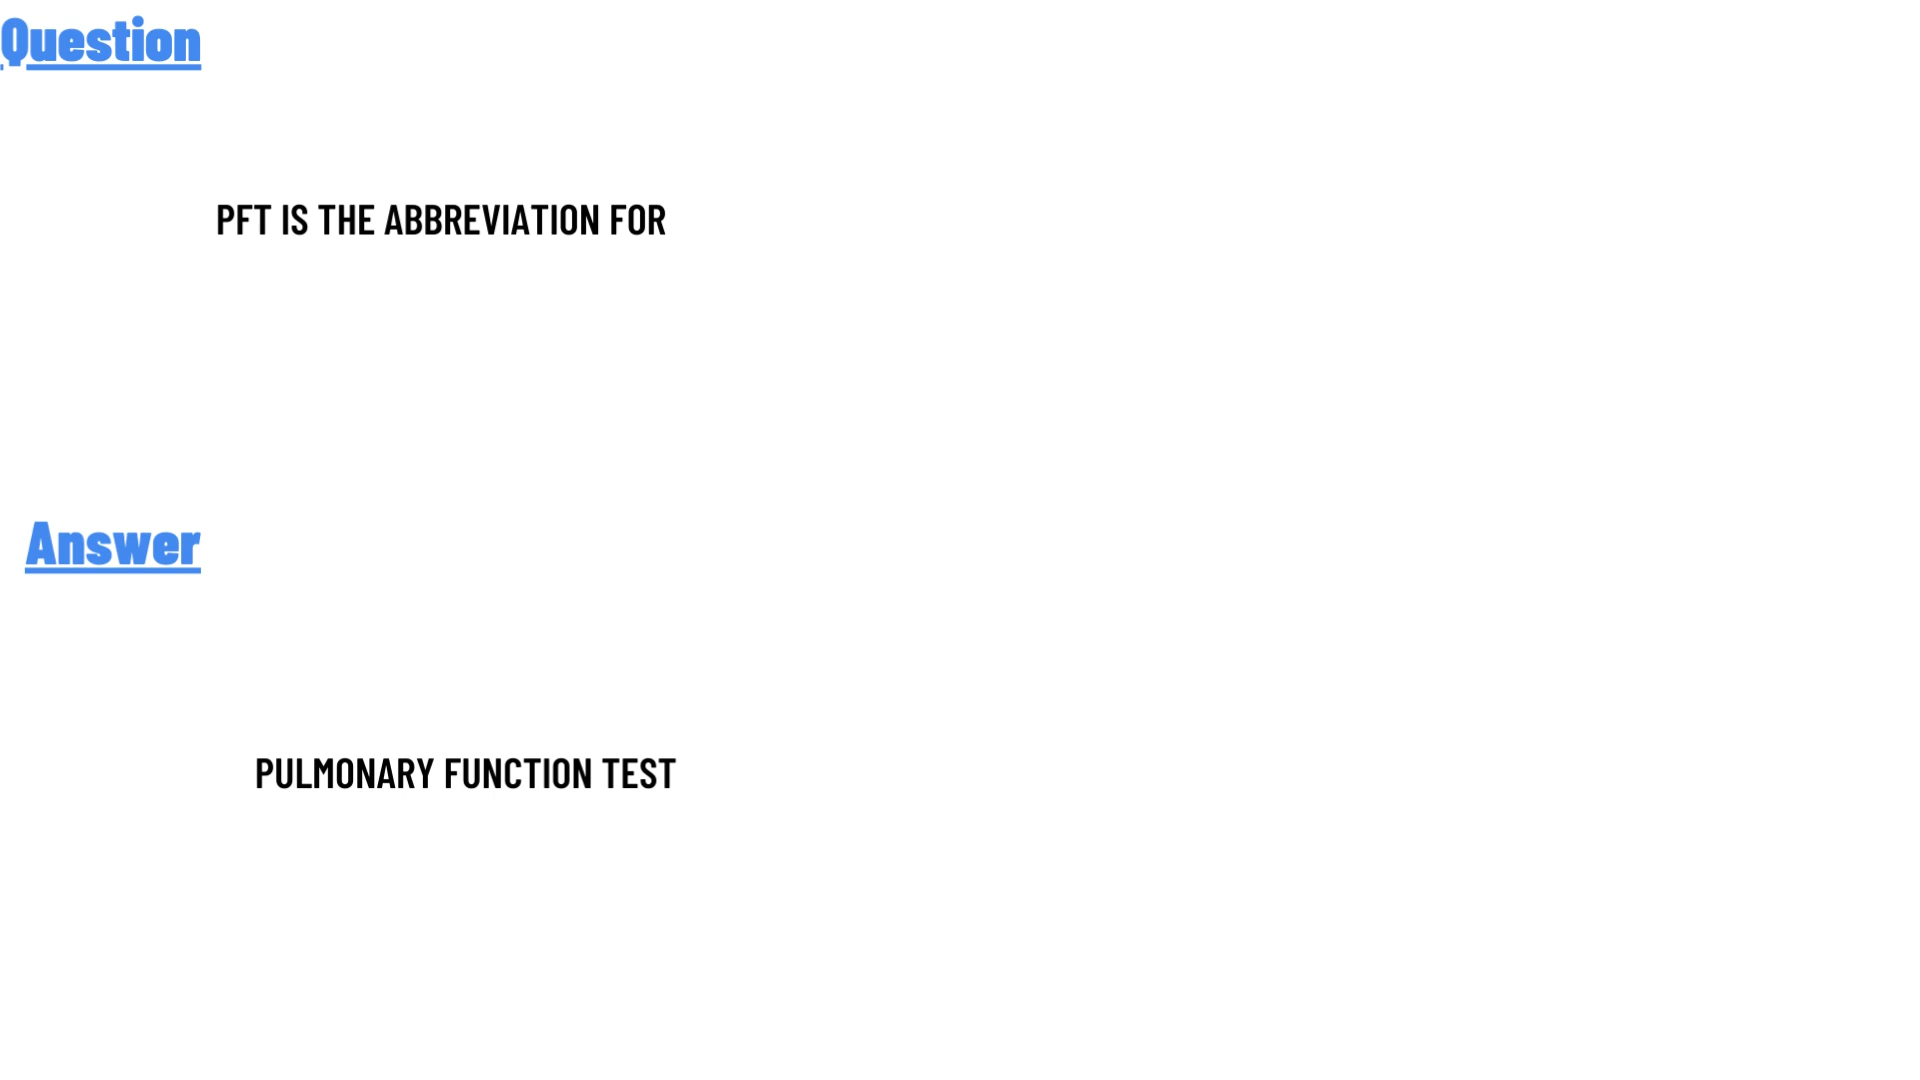 Question
PFT IS THE ABBREVIATION FOR
Answer
PULMONARY FUNCTION TEST